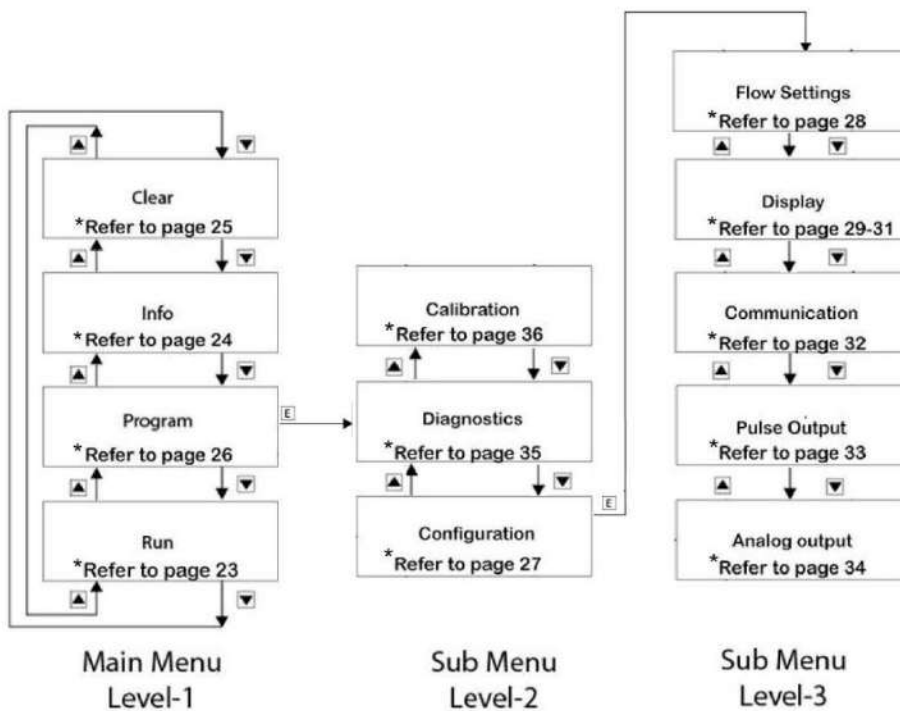 Clear
*Refer to page 25
Info
*Refer to page 24
Program
*Refer to page 26
E
Run
*Refer to page 23
Main Menu
Level-1
Calibration
*Refer to page 36
Diagnostics
*Refer to page 35
Configuration
*Refer to page 27
E
Sub Menu
Level-2
Flow Settings
*Refer to page 28
Display
*Refer to page 29-31
Communication
*Refer to page 32
Pulse Output
*Refer to page 33
Analog output
*Refer to page 34
Sub Menu
Level-3